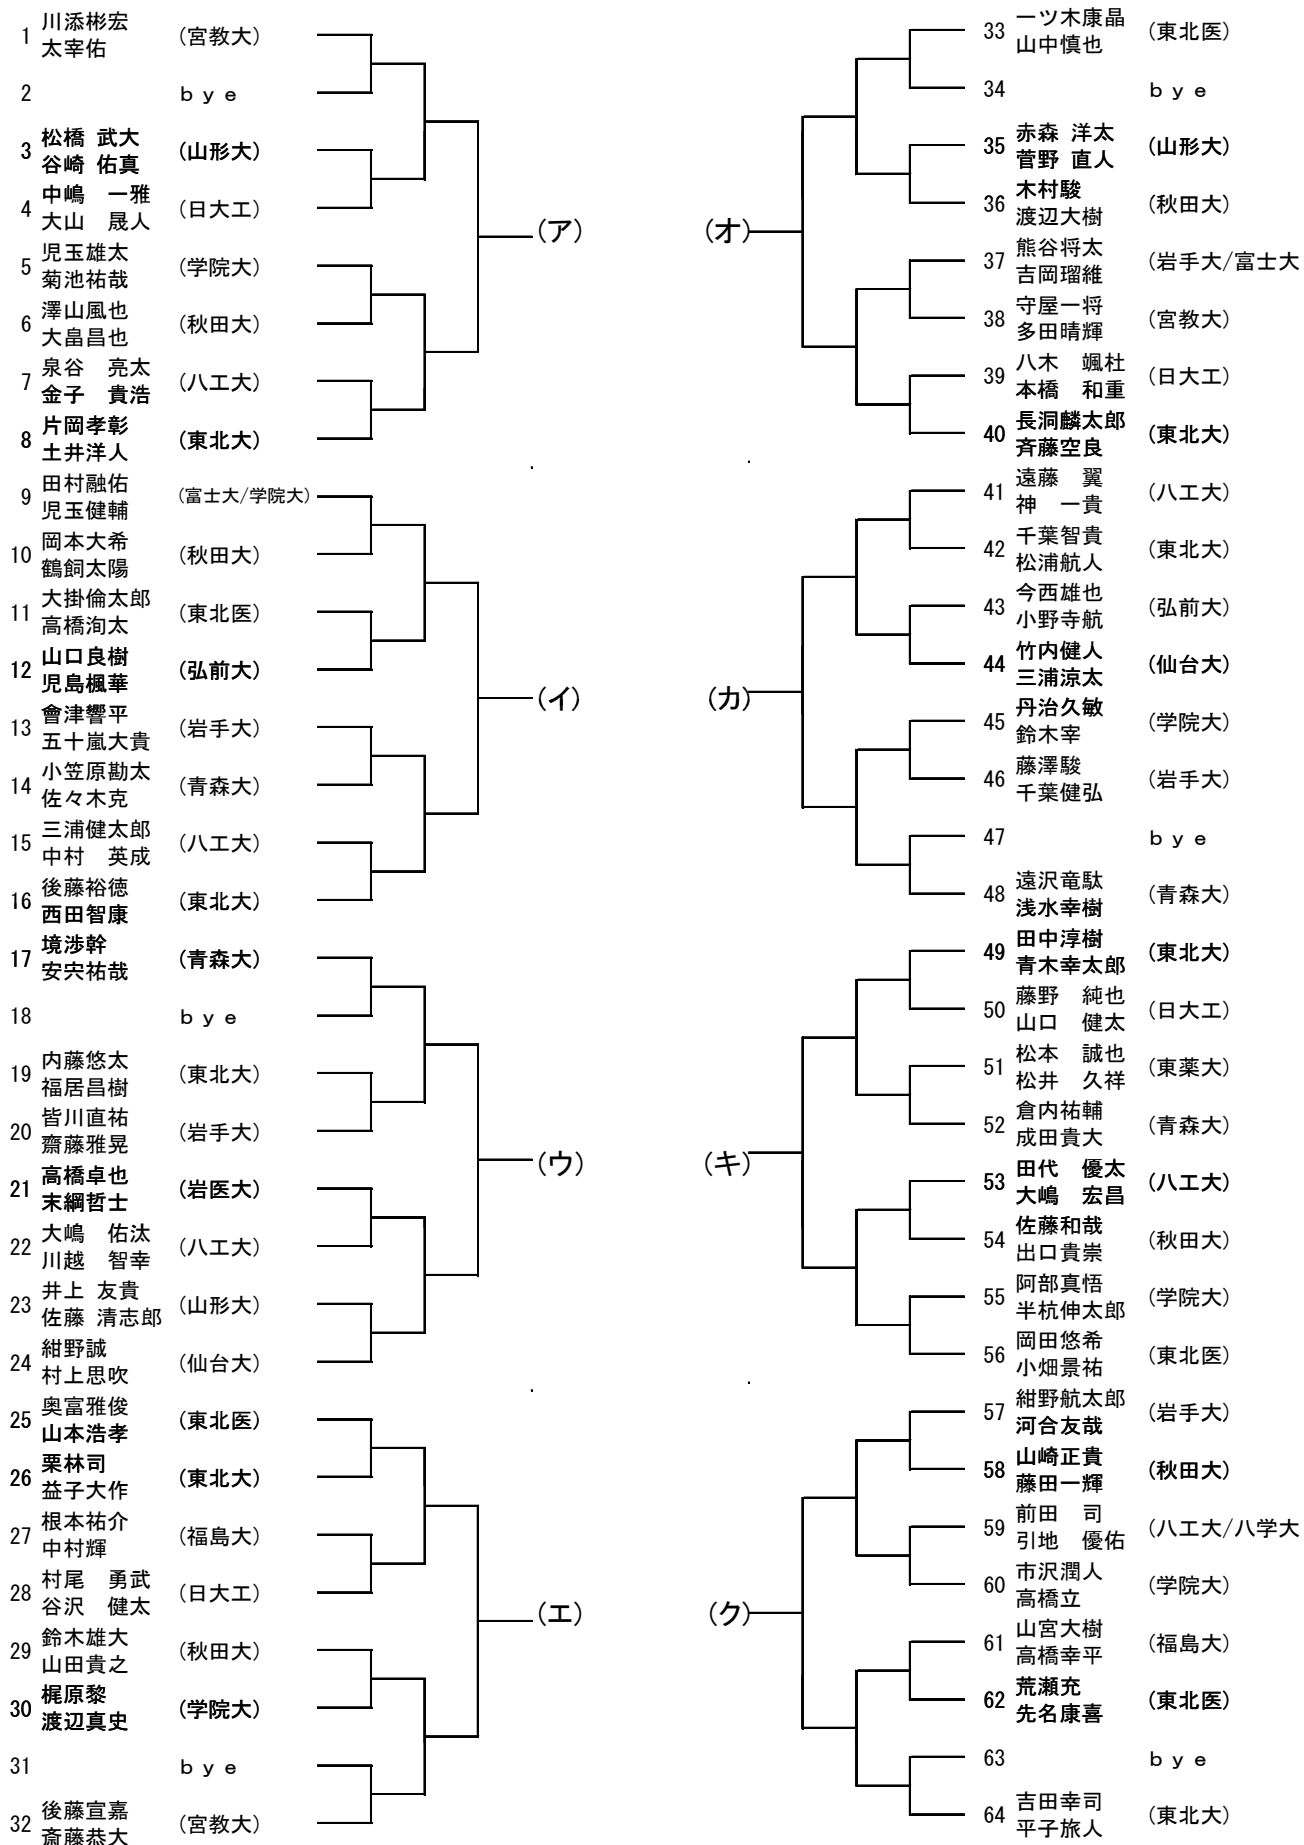 1 川添彬宏 (宮教大)
太宰佑
2 ｂｙｅ
3 松橋 武大 (山形大)
谷崎 佑真
4 中嶋　一雅 (日大工)
大山　晟人
5 児玉雄太 (学院大)
菊池祐哉
6 澤山風也 (秋田大)
大畠昌也
7 泉谷　亮太 (八工大)
金子　貴浩
8 片岡孝彰 (東北大)
土井洋人
(ア)
9 田村融佑 (富士大/学院大)
児玉健輔
10 岡本大希 (秋田大)
鶴飼太陽
11 大掛倫太郎 (東北医)
高橋洵太
12 山口良樹 (弘前大)
児島楓華
13 會津響平 (岩手大)
五十嵐大貴
14 小笠原勘太 (青森大)
佐々木克
15 三浦健太郎 (八工大)
中村　英成
16 後藤裕徳 (東北大)
西田智康
(イ)
17 境渉幹 (青森大)
安宍祐哉
18 ｂｙｅ
19 内藤悠太 (東北大)
福居昌樹
20 皆川直祐 (岩手大)
齋藤雅晃
21 高橋卓也 (岩医大)
末綱哲士
22 大嶋　佑汰 (八工大)
川越　智幸
23 井上 友貴 (山形大)
佐藤 清志郎
24 紺野誠 (仙台大)
村上思吹
(ウ)
25 奥富雅俊 (東北医)
山本浩孝
26 栗林司 (東北大)
益子大作
27 根本祐介 (福島大)
中村輝
28 村尾　勇武 (日大工)
谷沢　健太
29 鈴木雄大 (秋田大)
山田貴之
30 梶原黎 (学院大)
渡辺真史
31 ｂｙｅ
32 後藤宣嘉 (宮教大)
斎藤恭大
(エ)
33 一ツ木康晶 (東北医)
山中慎也
34 ｂｙｅ
35 赤森 洋太 (山形大)
菅野 直人
36 木村駿 (秋田大)
渡辺大樹
37 熊谷将太 (岩手大/富士大
吉岡瑠維
38 守屋一将 (宮教大)
多田晴輝
39 八木　颯杜 (日大工)
本橋　和重
40 長洞麟太郎 (東北大)
斉藤空良
(オ)
41 遠藤　翼 (八工大)
神　一貴
42 千葉智貴 (東北大)
松浦航人
43 今西雄也 (弘前大)
小野寺航
44 竹内健人 (仙台大)
三浦涼太
45 丹治久敏 (学院大)
鈴木宰
46 藤澤駿 (岩手大)
千葉健弘
47 ｂｙｅ
48 遠沢竜駄 (青森大)
浅水幸樹
(カ)
49 田中淳樹 (東北大)
青木幸太郎
50 藤野　純也 (日大工)
山口　健太
51 松本　誠也 (東薬大)
松井　久祥
52 倉内祐輔 (青森大)
成田貴大
53 田代　優太 (八工大)
大嶋　宏昌
54 佐藤和哉 (秋田大)
出口貴崇
55 阿部真悟 (学院大)
半杭伸太郎
56 岡田悠希 (東北医)
小畑景祐
(キ)
57 紺野航太郎 (岩手大)
河合友哉
58 山崎正貴 (秋田大)
藤田一輝
59 前田　司 (八工大/八学大
引地　優佑
60 市沢潤人 (学院大)
高橋立
61 山宮大樹 (福島大)
高橋幸平
62 荒瀬充 (東北医)
先名康喜
63 ｂｙｅ
64 吉田幸司 (東北大)
平子旅人
(ク)